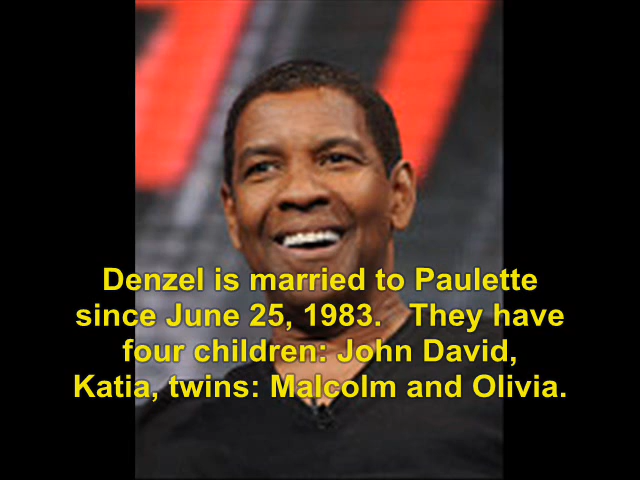 Denzel is married to Paulette
since June 25, 1983.   They have
four children: John David,
Katia, twins: Malcolm and Olivia.